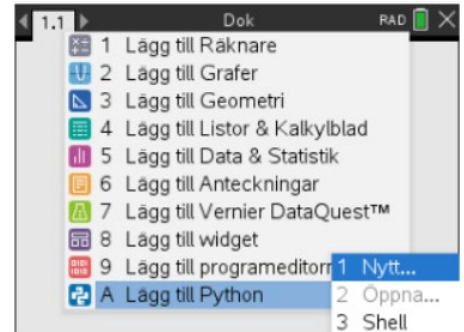 1.1 Dok RAD
1 Lägg till Räknare
2 Lägg till Grafer
3 Lägg till Geometri
4 Lägg till Listor & Kalkylblad
5 Lägg till Data & Statistik
6 Lägg till Anteckningar
7 Lägg till Vernier DataQuest™
8 Lägg till widget
9 Lägg till programeditorn
1 Nytt...
A Lägg till Python
2 Öppna...
3 Shell